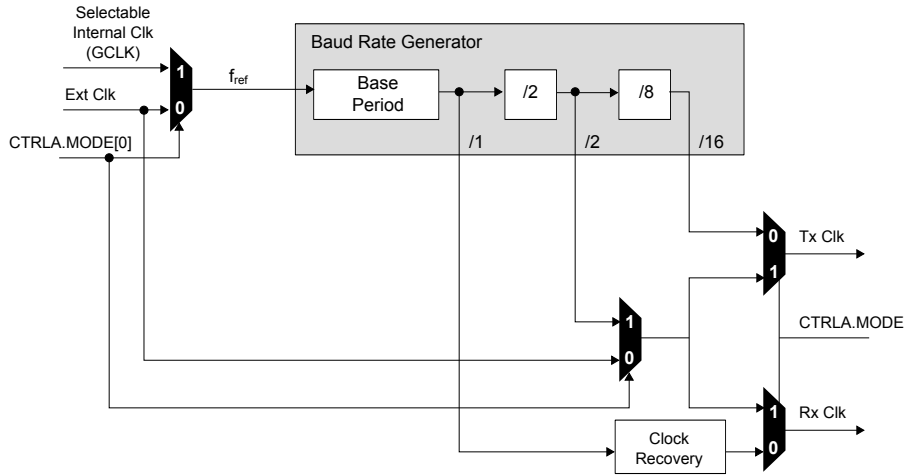 Selectable
Internal Clk
(GCLK)
Baud Rate Generator
1
fref
Base
Period
/2
/8
Ext Clk
0
CTRLA.MODE[0]
/1
/2
/16
0
Tx Clk
1
1
CTRLA.MODE
0
1
Rx Clk
Clock
Recovery
0